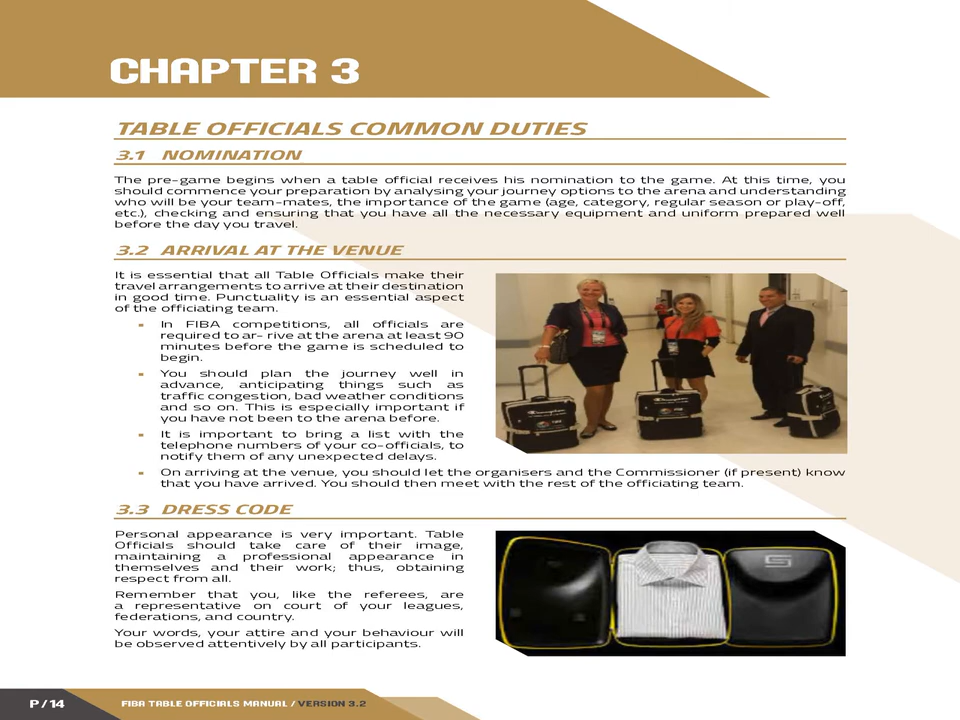 CHAPTER 3
TABLE OFFICIALS COMMON DUTIES
3.1 NOMINATION
The pre-game begins when a table official receives his nomination to the game. At this time, you
should commence your preparation by analysing your journey options to the arena and understanding
who will be your team-mates, the importance of the game (age, category, regular season or play-off,
etc.), checking and ensuring that you have all the necessary equipment and uniform prepared well
before the day you travel.
3.2 ARRIVAL AT THE VENUE
It is essential that all Table Officials make their
travel arrangements to arrive at their destination
in good time. Punctuality is an essential aspect
of the officiating team.
▪ In FIBA competitions, all officials are
required to ar- rive at the arena at least 90
minutes before the game is scheduled to
begin.
▪ You should plan the journey well in
advance, anticipating things such as
traffic congestion, bad weather conditions
and so on. This is especially important if
you have not been to the arena before.
▪ It is important to bring a list with the
telephone numbers of your co-officials, to
notify them of any unexpected delays.
▪ On arriving at the venue, you should let the organisers and the Commissioner (if present) know
that you have arrived. You should then meet with the rest of the officiating team.
3.3 DRESS CODE
Personal appearance is very important. Table
Officials should take care of their image,
maintaining a professional appearance in
themselves and their work; thus, obtaining
respect from all.
Remember that you, like the referees, are
a representative on court of your leagues,
federations, and country.
Your words, your attire and your behaviour will
be observed attentively by all participants.
P / 14
FIBA TABLE OFFICIALS MANUAL / VERSION 3.2